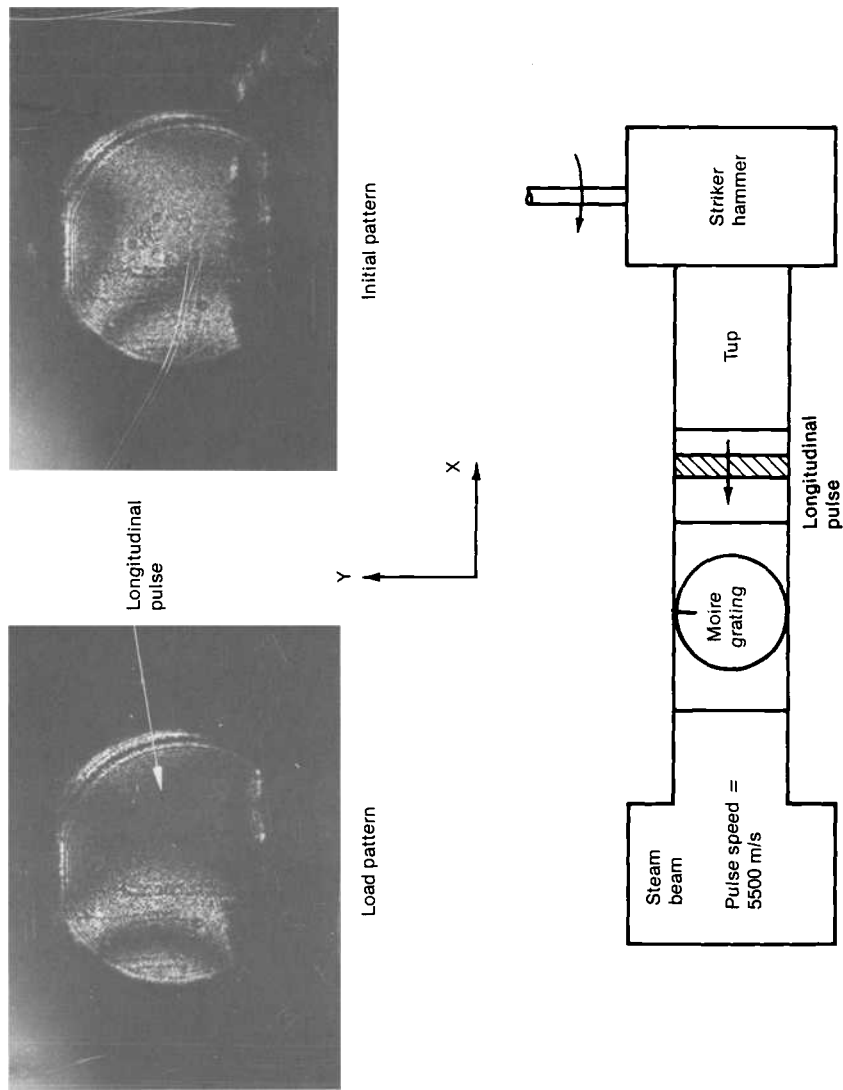 Longitudinal
pulse
Load pattern
Initial pattern
Y
X
Steam
beam
Pulse speed =
5500 m/s
Moire
grating
Longitudinal
pulse
Tup
Striker
hammer